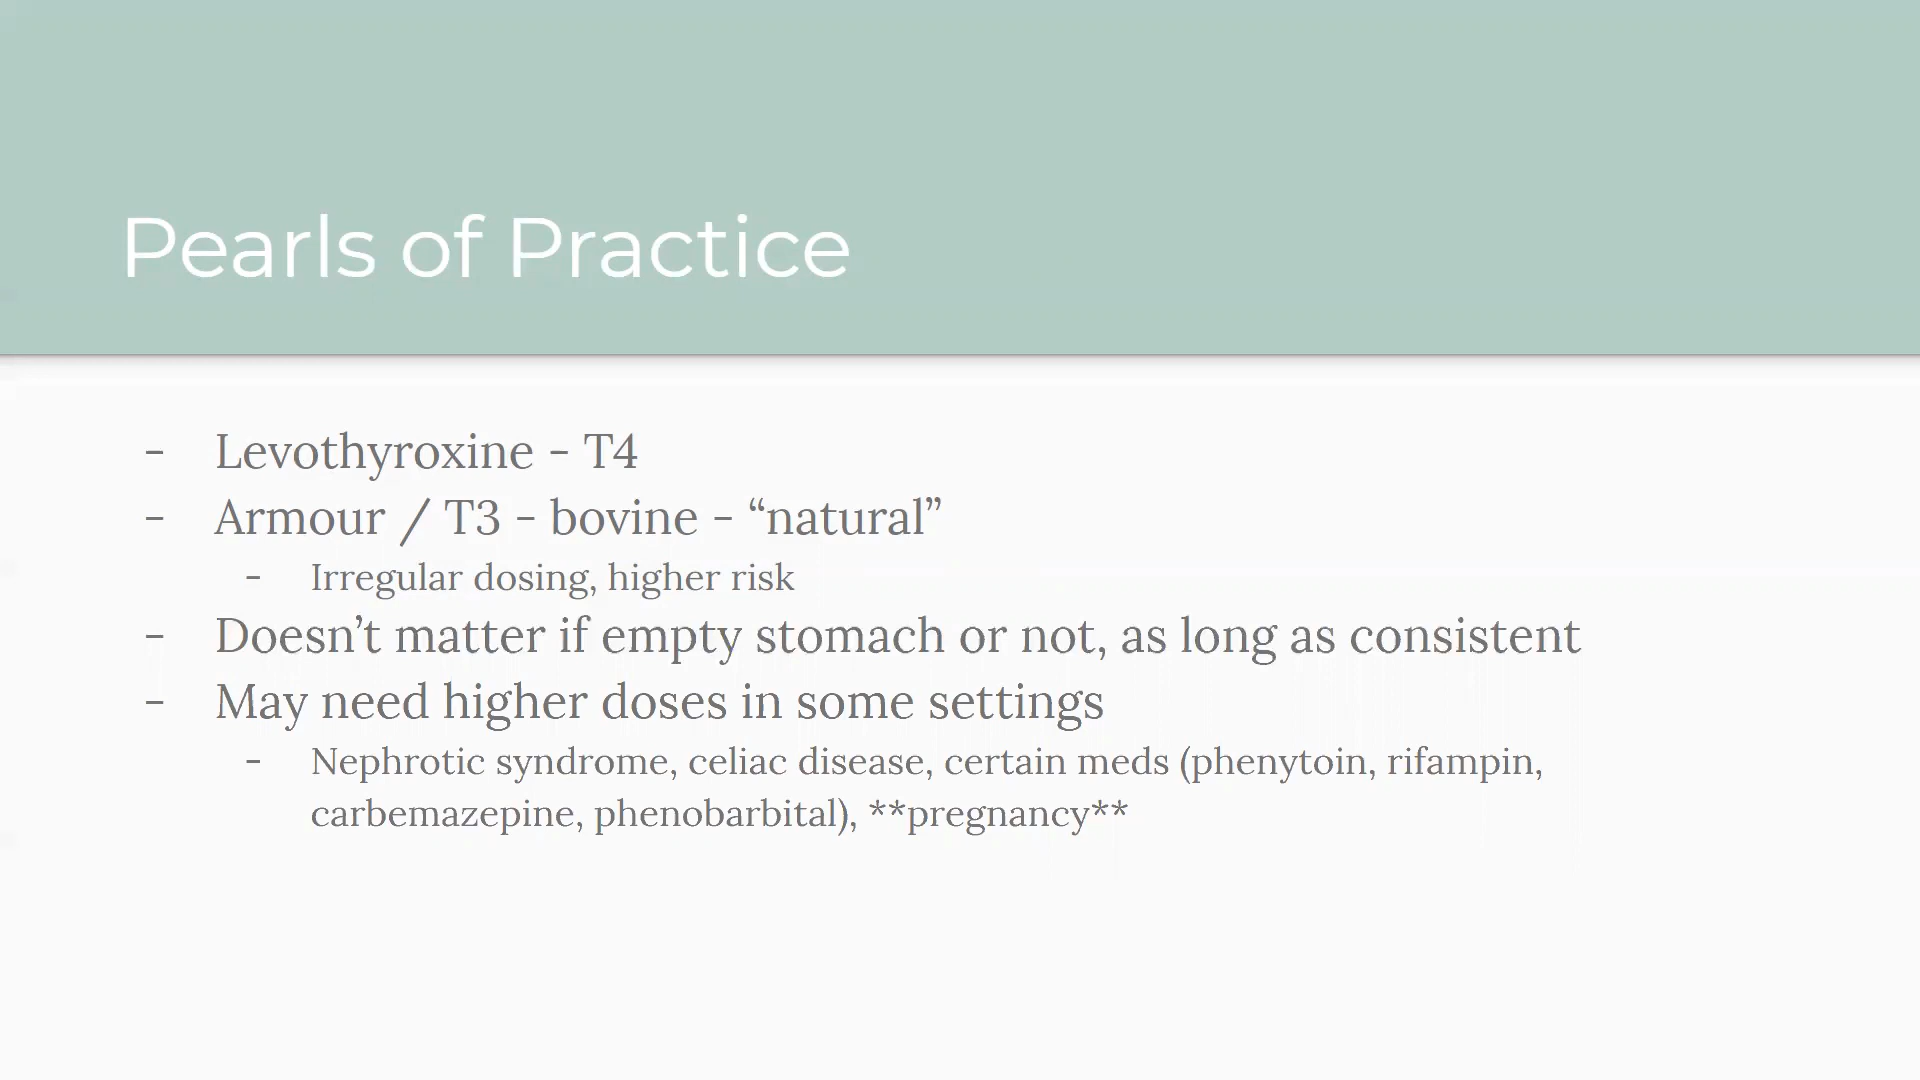 Pearls of Practice
- Levothyroxine - T4
- Armour / T3 - bovine - “natural”
- Irregular dosing, higher risk
- Doesn’t matter if empty stomach or not, as long as consistent
- May need higher doses in some settings
- Nephrotic syndrome, celiac disease, certain meds (phenytoin, rifampin,
carbemazepine, phenobarbital), **pregnancy**